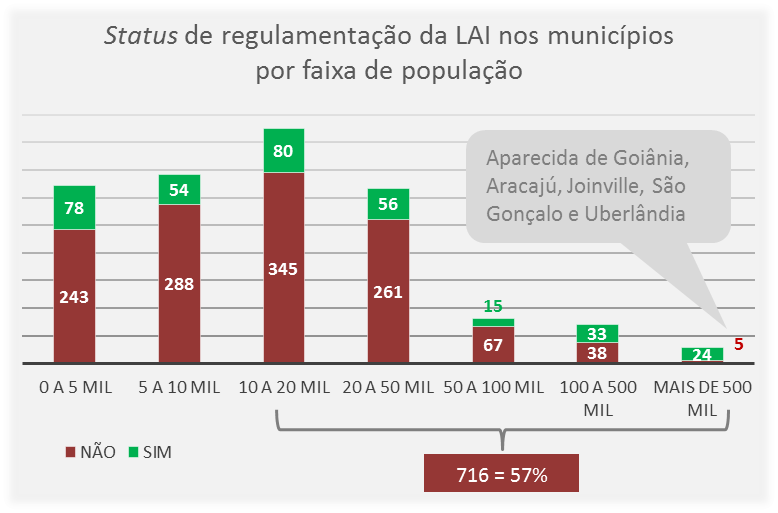 Status de regulamentação da LAI nos municípios
por faixa de população
Aparecida de Goiânia,
Aracajú, Joinville, São
Gonçalo e Uberlândia
78
54
80
56
15
33
24
5
243
288
345
261
67
38
0 A 5 MIL
5 A 10 MIL
10 A 20 MIL
20 A 50 MIL
50 A 100 MIL
100 A 500
MIL
MAIS DE 500
MIL
NÃO
SIM
716 = 57%